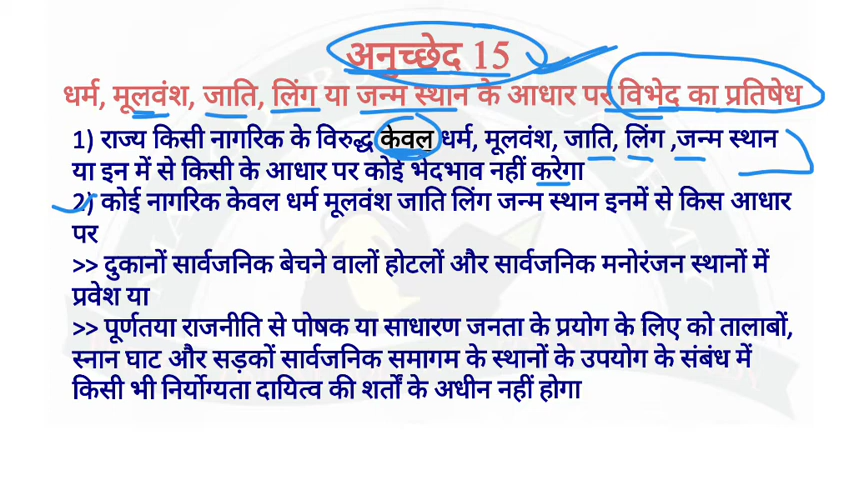 अनुच्छेद 15
धर्म, मूलवंश, जाति, लिंग या जन्म स्थान के आधार पर विभेद का प्रतिषेध
1) राज्य किसी नागरिक के विरुद्ध केवल धर्म, मूलवंश, जाति, लिंग ,जन्म स्थान
या इन में से किसी के आधार पर कोई भेदभाव नहीं करेगा
2) कोई नागरिक केवल धर्म मूलवंश जाति लिंग जन्म स्थान इनमें से किस आधार
पर
>> दुकानों सार्वजनिक बेचने वालों होटलों और सार्वजनिक मनोरंजन स्थानों में
प्रवेश या
>> पूर्णतया राजनीति से पोषक या साधारण जनता के प्रयोग के लिए को तालाबों,
स्नान घाट और सड़कों सार्वजनिक समागम के स्थानों के उपयोग के संबंध में
किसी भी निर्योग्यता दायित्व की शर्तों के अधीन नहीं होगा